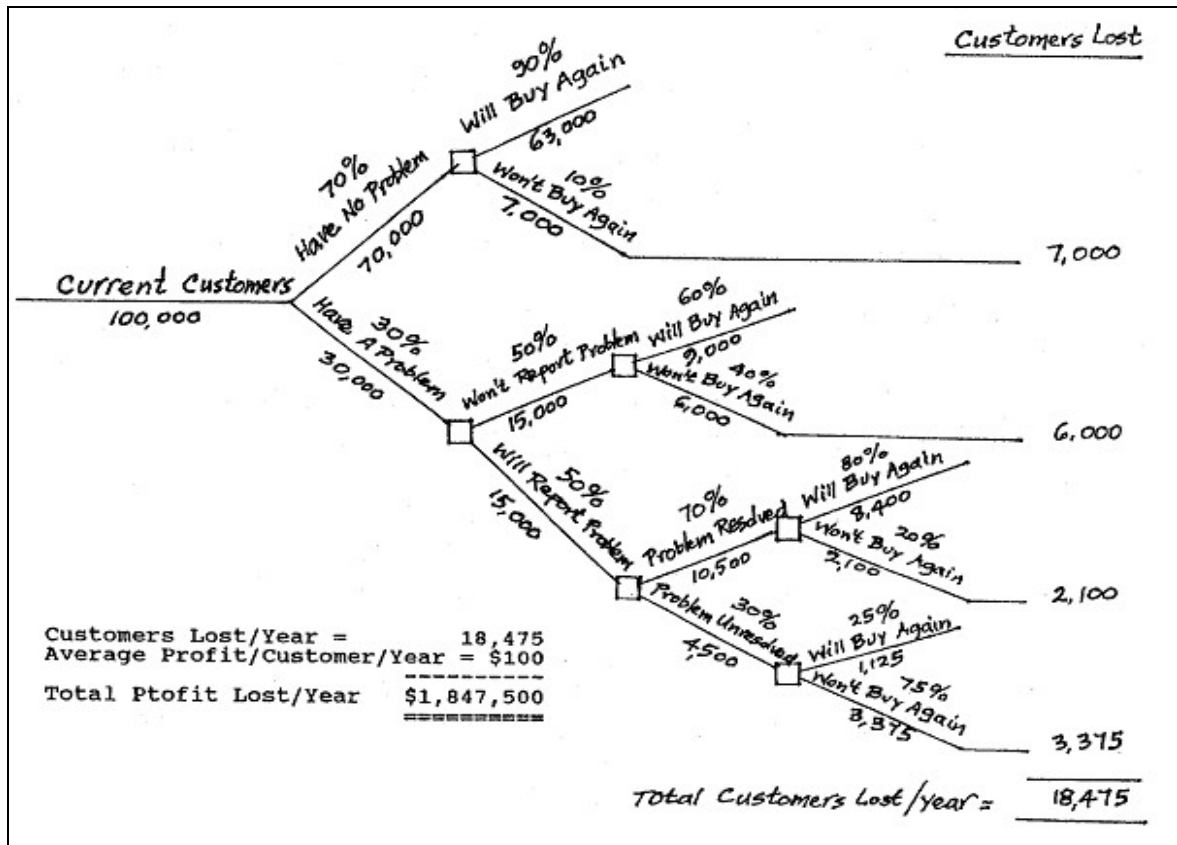 Customers Lost
90%
Will Buy Again
63,000
70%
Have No Problem
70,000
10%
Won't Buy Again
7,000
7,000
Current Customers
100,000
30%
Have A Problem
30,000
50%
Won't Report Problem
15,000
60%
Will Buy Again
9,000
40%
Won't Buy Again
6,000
6,000
50%
Will Report Problem
15,000
70%
Problem Resolved
10,500
80%
Will Buy Again
8,400
20%
Won't Buy Again
2,100
2,100
30%
Problem Unresolved
4,500
25%
Will Buy Again
1,125
75%
Won't Buy Again
3,375
3,375
Customers Lost/Year = 18,475
Average Profit/Customer/Year = $100
----------
Total Ptofit Lost/Year $1,847,500
==========
Total Customers Lost/year = 18,475